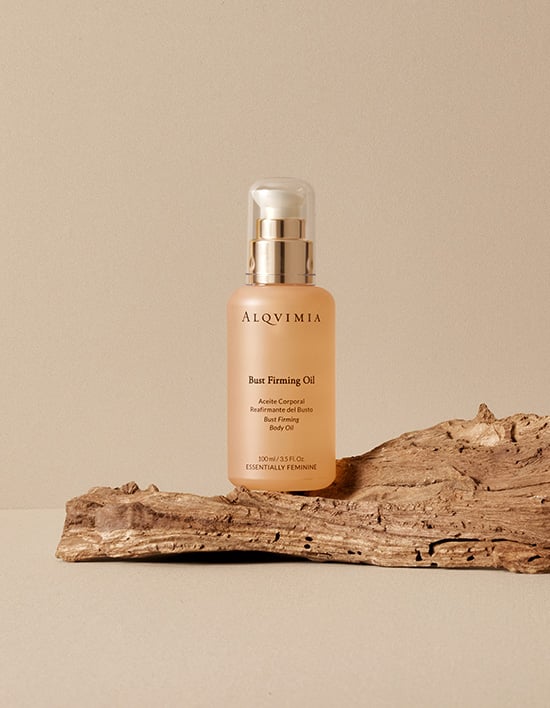 ALQVIMIA
Bust Firming Oil
Aceite Corporal
Reafirmante del Busto
Bust Firming
Body Oil
100 ml / 3.5 Fl. Oz.
ESSENTIALLY FEMININE